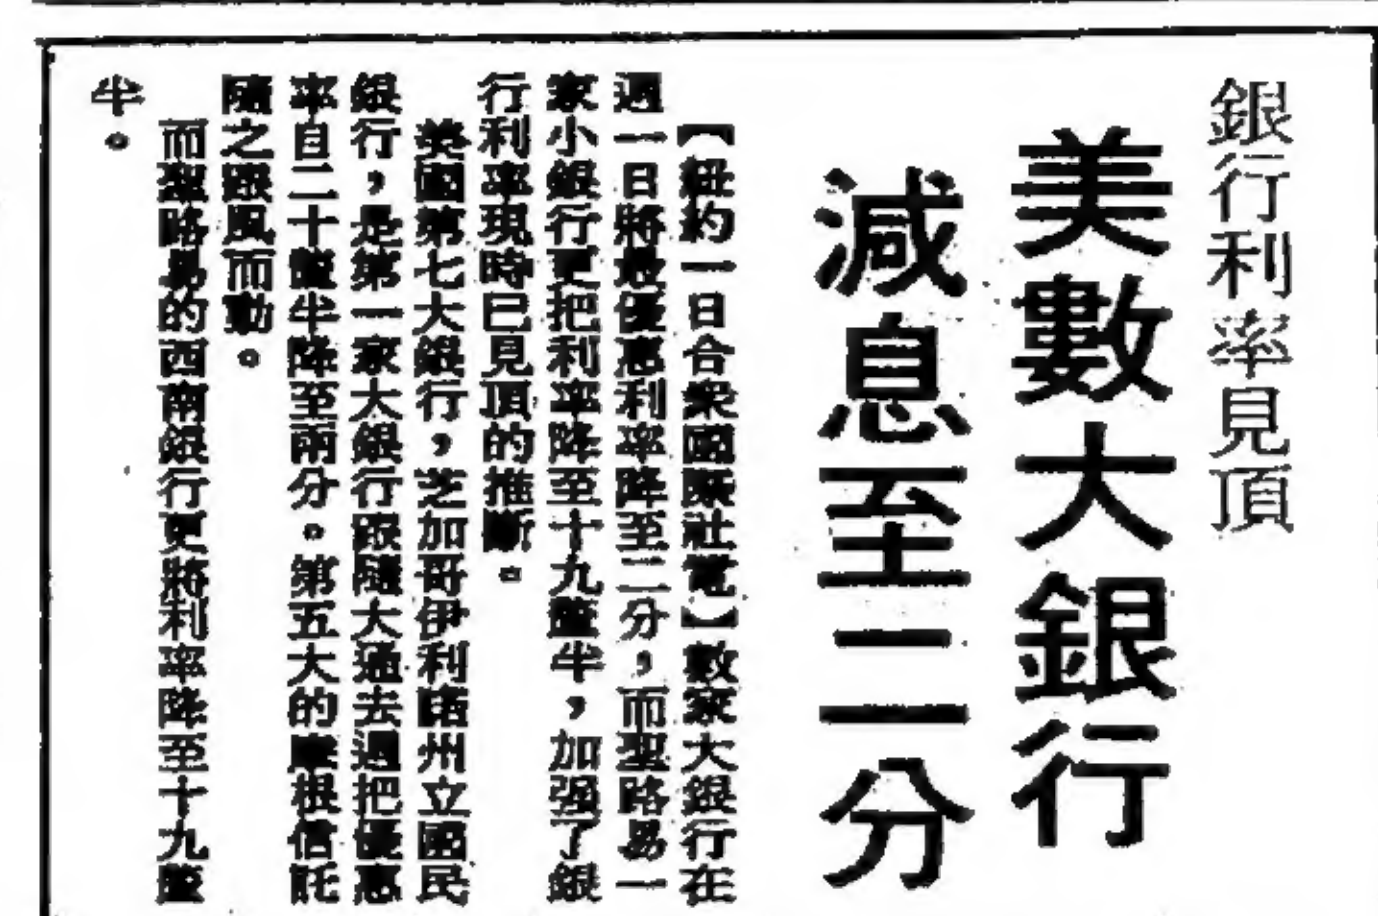 銀行利率見頂
美數大銀行
減息至二分
【紐約一日合衆國際社電】數家大銀行在
週一日將最優惠利率降至二分，而聖路易一
家小銀行更把利率降至十九釐半，加强了銀
行利率現時已見頂的推斷。
美國第七大銀行，芝加哥伊利諾州立國民
銀行，是第一家大銀行跟隨大通去週把優惠
率自二十釐半降至兩分。第五大的摩根信託
隨之跟風而動。
而聖路易的西南銀行更將利率降至十九釐
半。